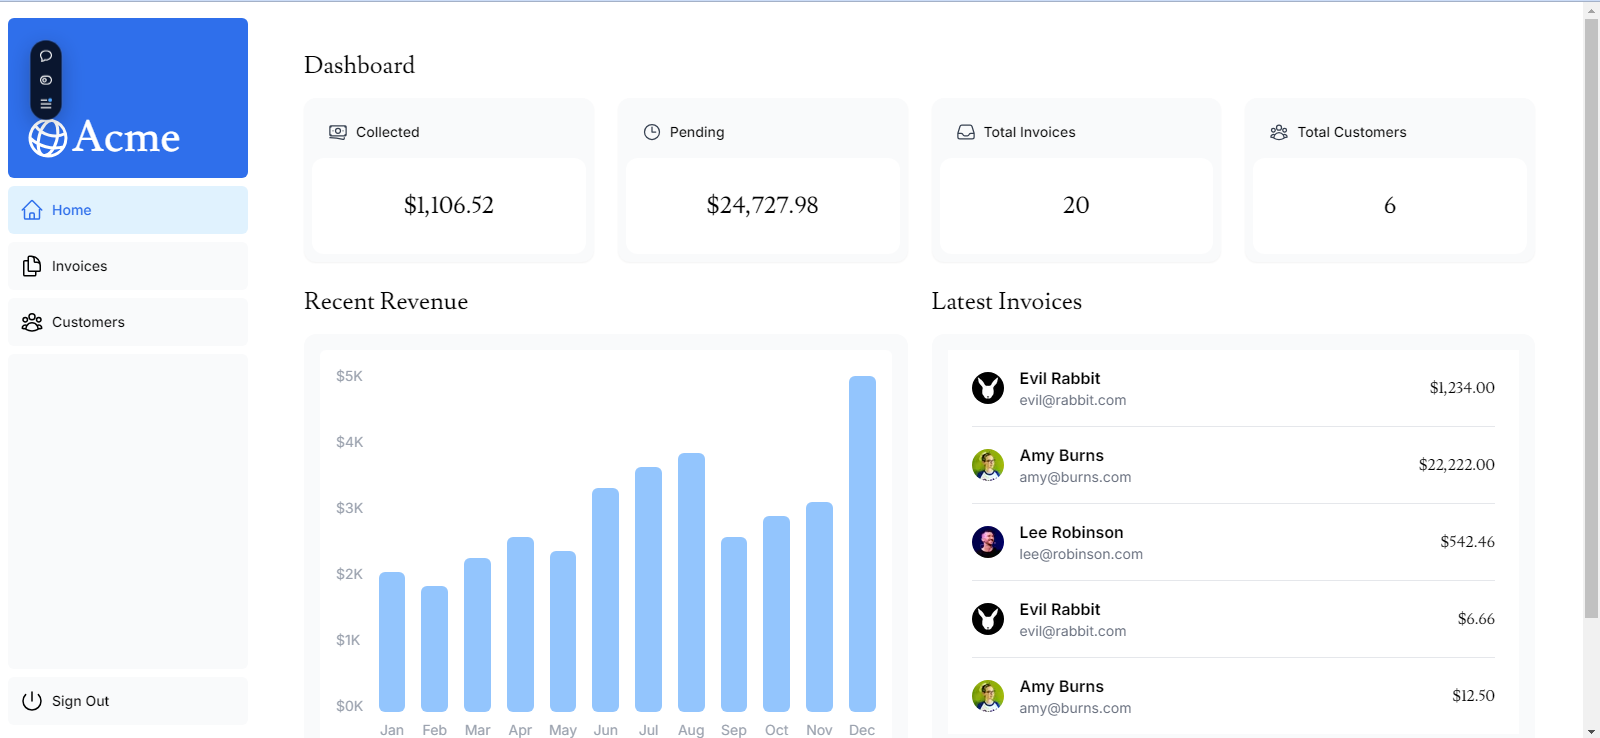 Acme
Home
Invoices
Customers
Sign Out
Dashboard
Collected
$1,106.52
Pending
$24,727.98
Total Invoices
20
Total Customers
6
Recent Revenue
$5K
$4K
$3K
$2K
$1K
$0K
Jan Feb Mar Apr May Jun Jul Aug Sep Oct Nov Dec
Latest Invoices
Evil Rabbit
evil@rabbit.com
$1,234.00
Amy Burns
amy@burns.com
$22,222.00
Lee Robinson
lee@robinson.com
$542.46
Evil Rabbit
evil@rabbit.com
$6.66
Amy Burns
amy@burns.com
$12.50